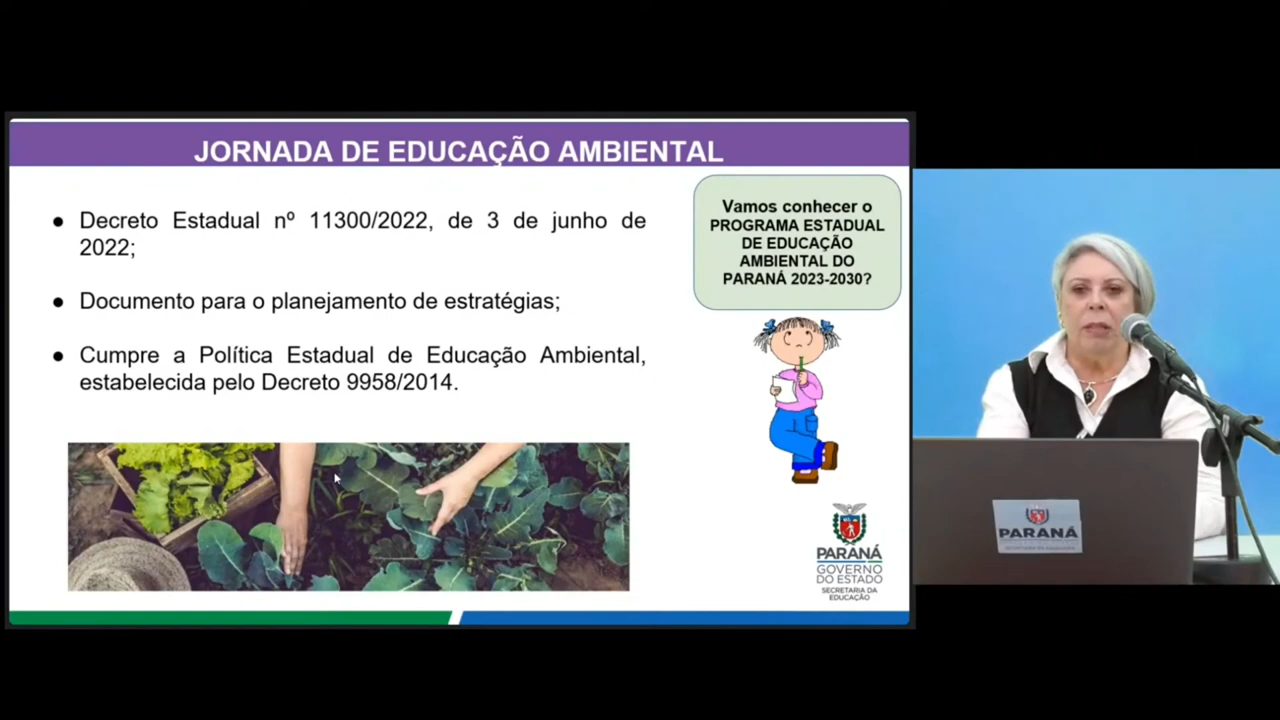 JORNADA DE EDUCAÇÃO AMBIENTAL
● Decreto Estadual nº 11300/2022, de 3 de junho de
2022;
● Documento para o planejamento de estratégias;
● Cumpre a Política Estadual de Educação Ambiental,
estabelecida pelo Decreto 9958/2014.
Vamos conhecer o
PROGRAMA ESTADUAL
DE EDUCAÇÃO
AMBIENTAL DO
PARANÁ 2023-2030?
PARANÁ
GOVERNO
DO ESTADO
SECRETARIA DA
EDUCAÇÃO
PARANÁ